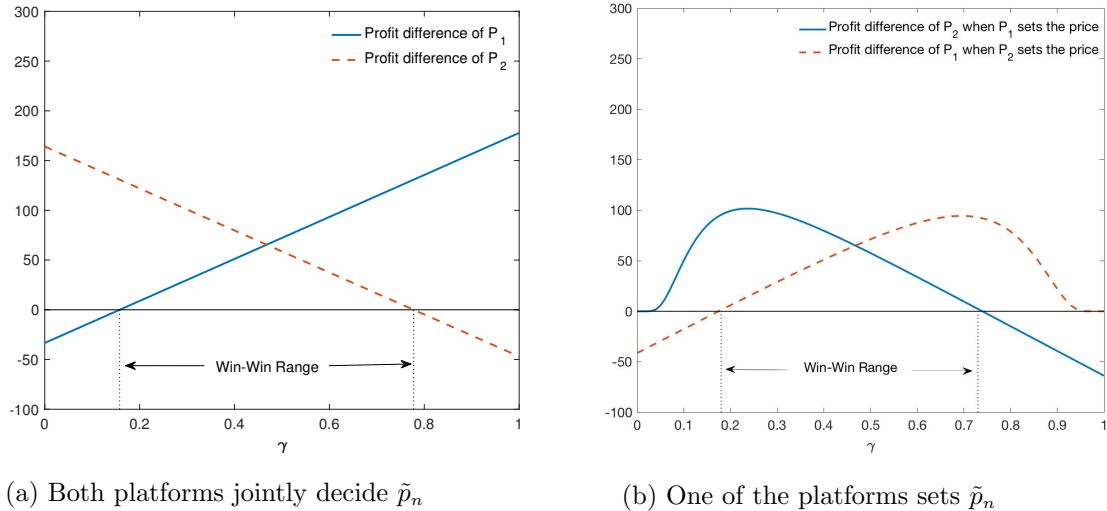 300
250
200
150
100
50
0
-50
-100
0 0.2 0.4 0.6 0.8 1
γ
Profit difference of P1
Profit difference of P2
Win-Win Range
(a) Both platforms jointly decide p̃n
300
250
200
150
100
50
0
-50
-100
0 0.1 0.2 0.3 0.4 0.5 0.6 0.7 0.8 0.9 1
γ
Profit difference of P2 when P1 sets the price
Profit difference of P1 when P2 sets the price
Win-Win Range
(b) One of the platforms sets p̃n